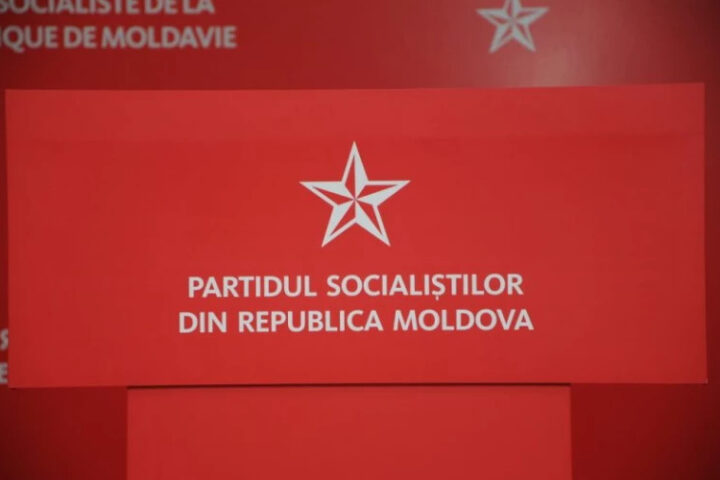 SOCIALISTE DE LA
IQUE DE MOLDAVIE
PARTIDUL SOCIALIȘTILOR
DIN REPUBLICA MOLDOVA